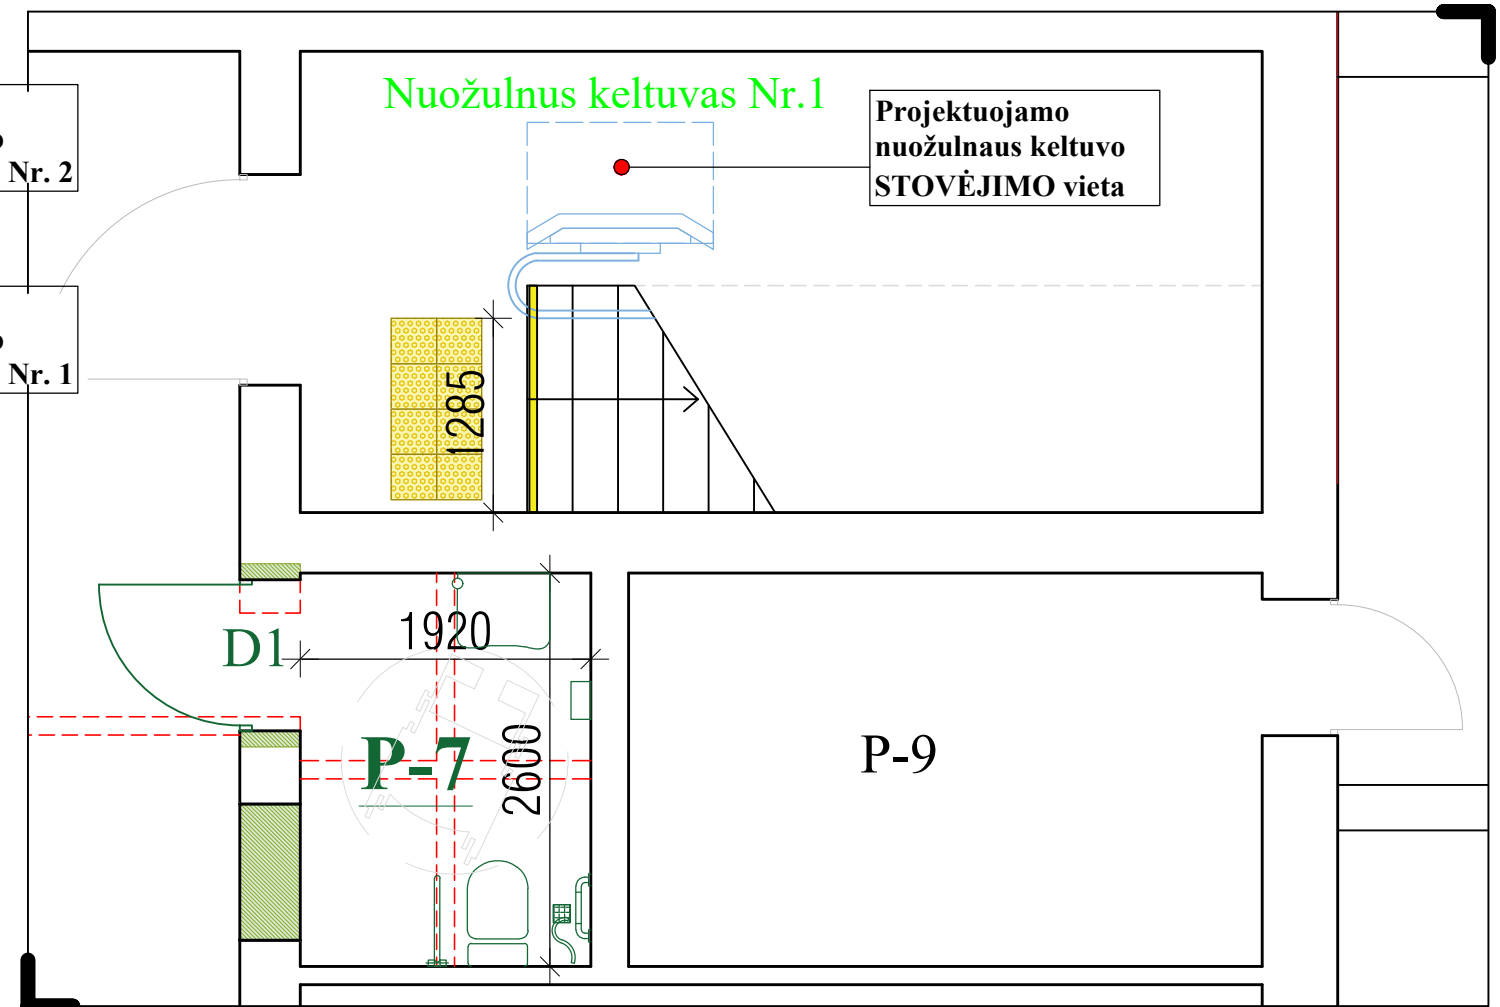 Nuožulnus keltuvas Nr.1
Projektuojamo
nuožulnaus keltuvo
STOVĖJIMO vieta
Nr. 2
Nr. 1
1285
D1
1920
P-7
2600
P-9